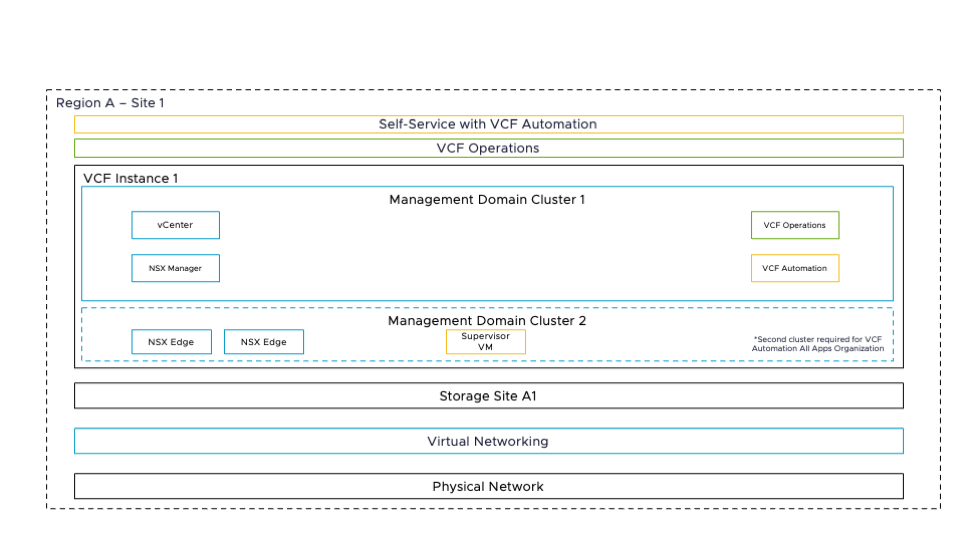 Region A – Site 1
Self-Service with VCF Automation
VCF Operations
VCF Instance 1
Management Domain Cluster 1
vCenter
VCF Operations
NSX Manager
VCF Automation
Management Domain Cluster 2
NSX Edge
NSX Edge
Supervisor
VM
*Second cluster required for VCF
Automation All Apps Organization
Storage Site A1
Virtual Networking
Physical Network